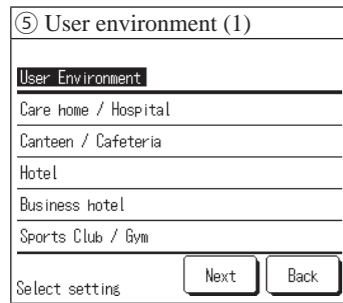 ⑤ User environment (1)
User Environment
Care home / Hospital
Canteen / Cafeteria
Hotel
Business hotel
Sports Club / Gym
Select setting
Next
Back